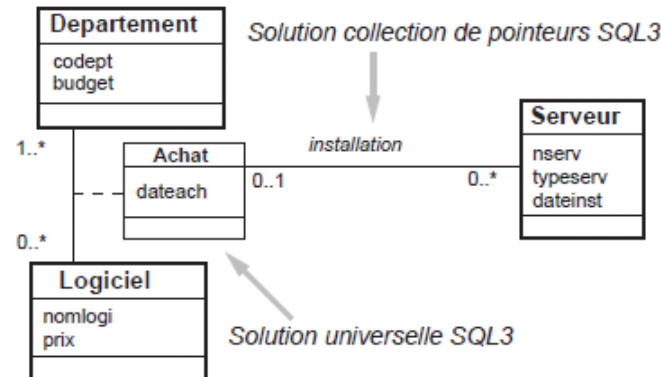 Departement
codept
budget
Solution collection de pointeurs SQL3
Serveur
nserv
typeserv
dateinst
1..*
Achat
dateach
installation
0..1
0..*
0..*
Logiciel
nomlogi
prix
Solution universelle SQL3